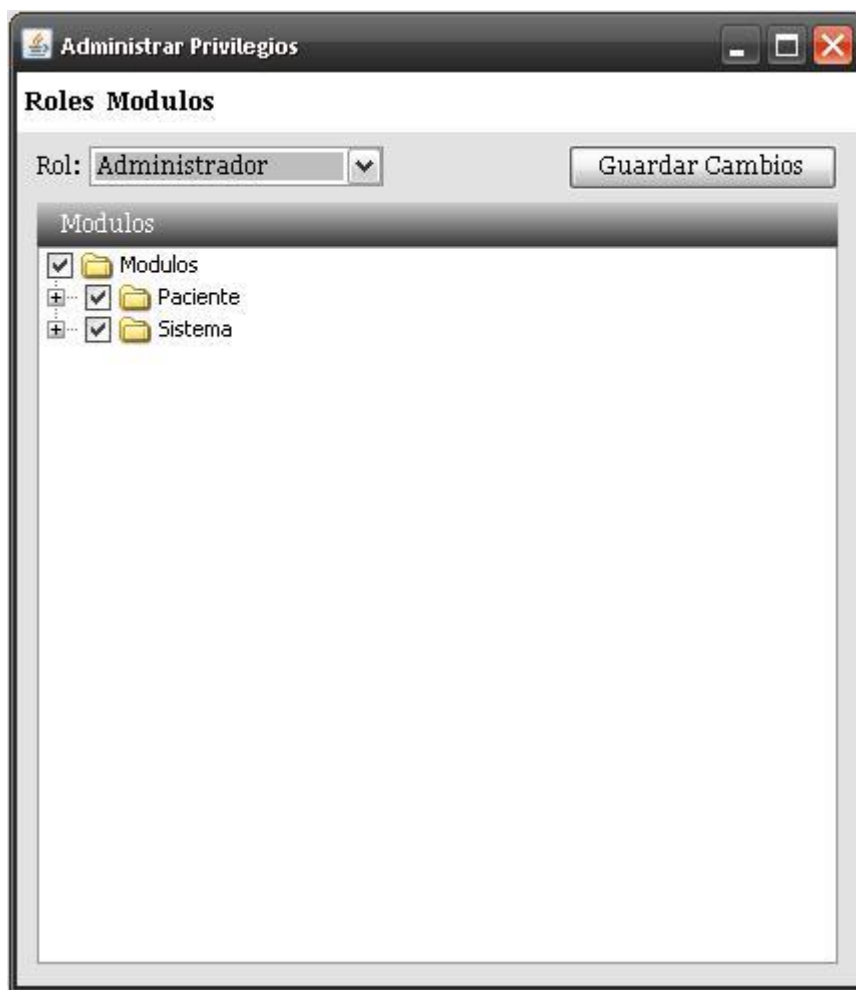 Administrar Privilegios
Roles Modulos
Rol: Administrador Guardar Cambios
Modulos
Modulos
Paciente
Sistema